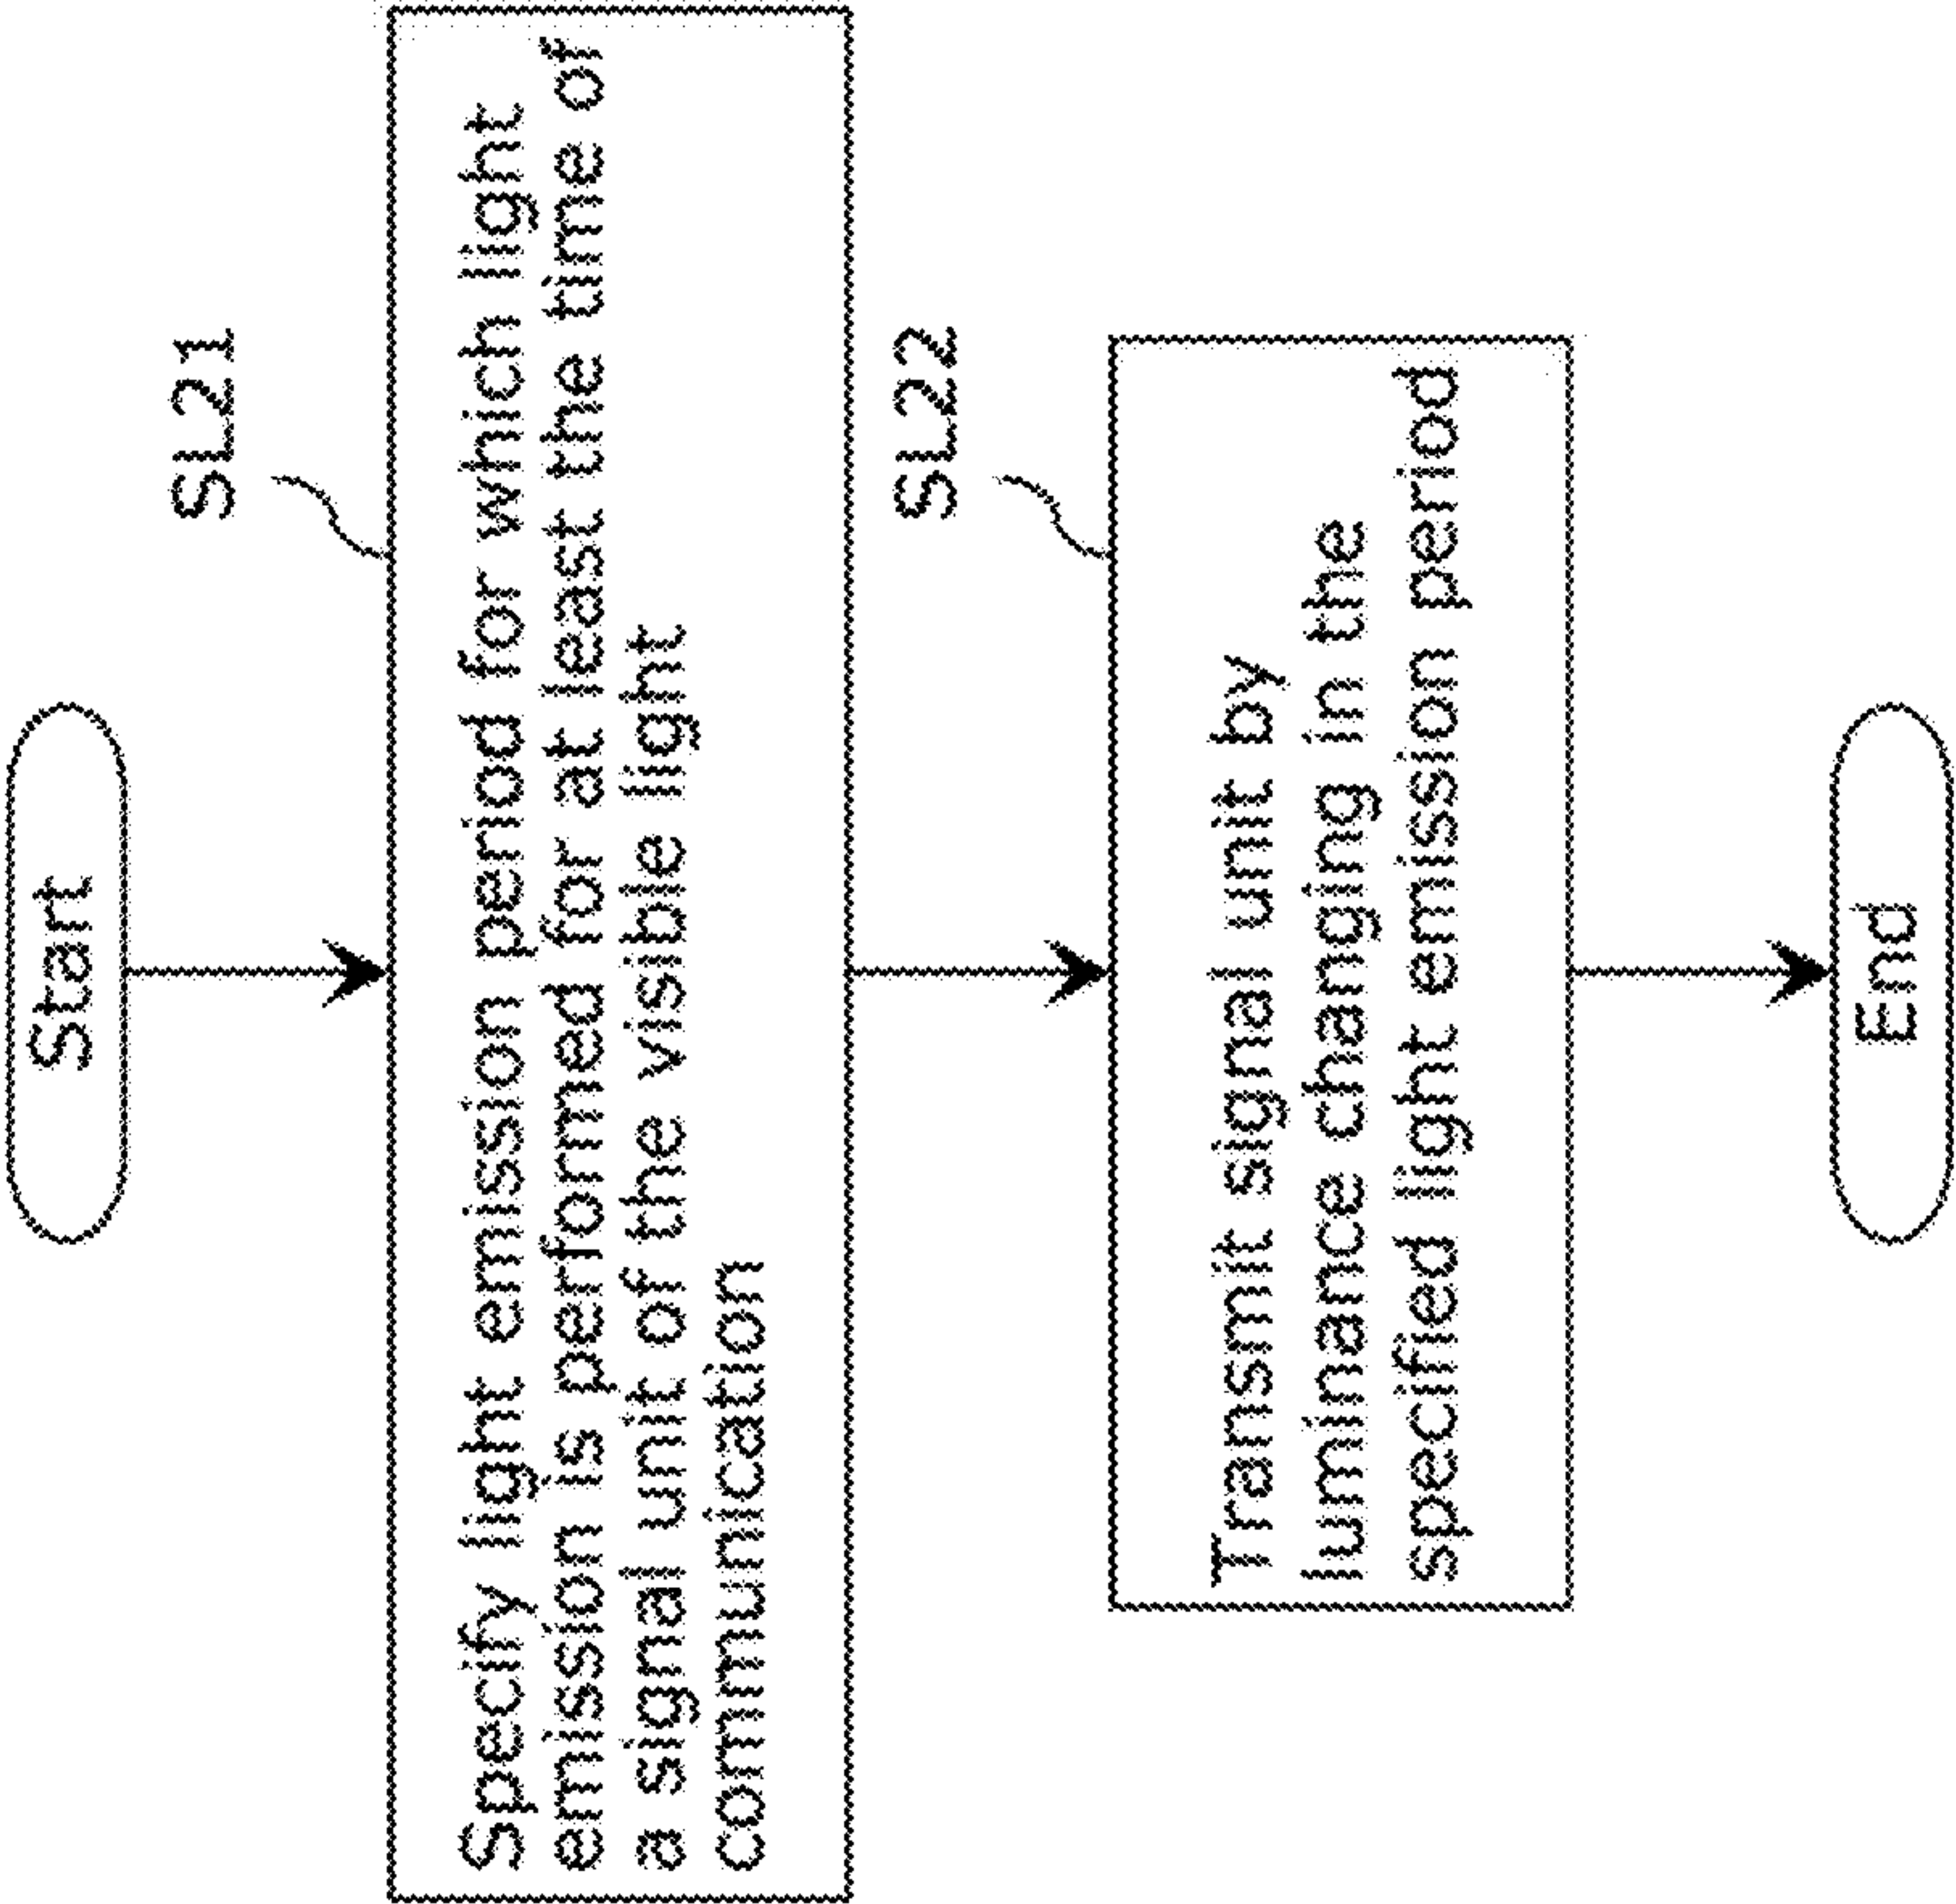 Start
SL21
Specify light emission period for which light
emission is performed for at least the time of
a signal unit of the visible light
communication
SL22
Transmit signal unit by
luminance changing in the
specified light emission period
End